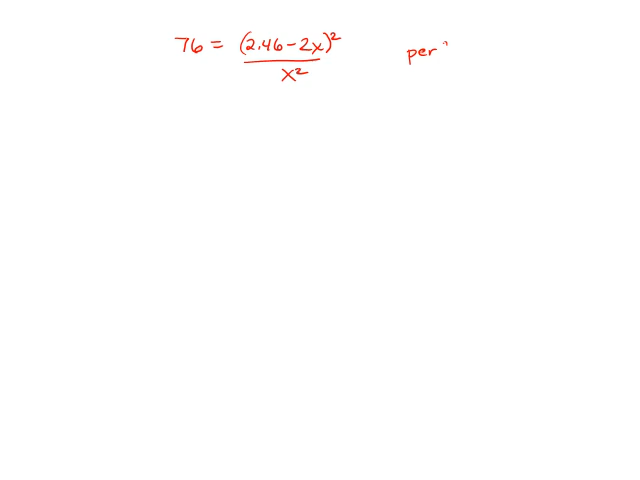 76 = (2.46 - 2x)² / x²
per